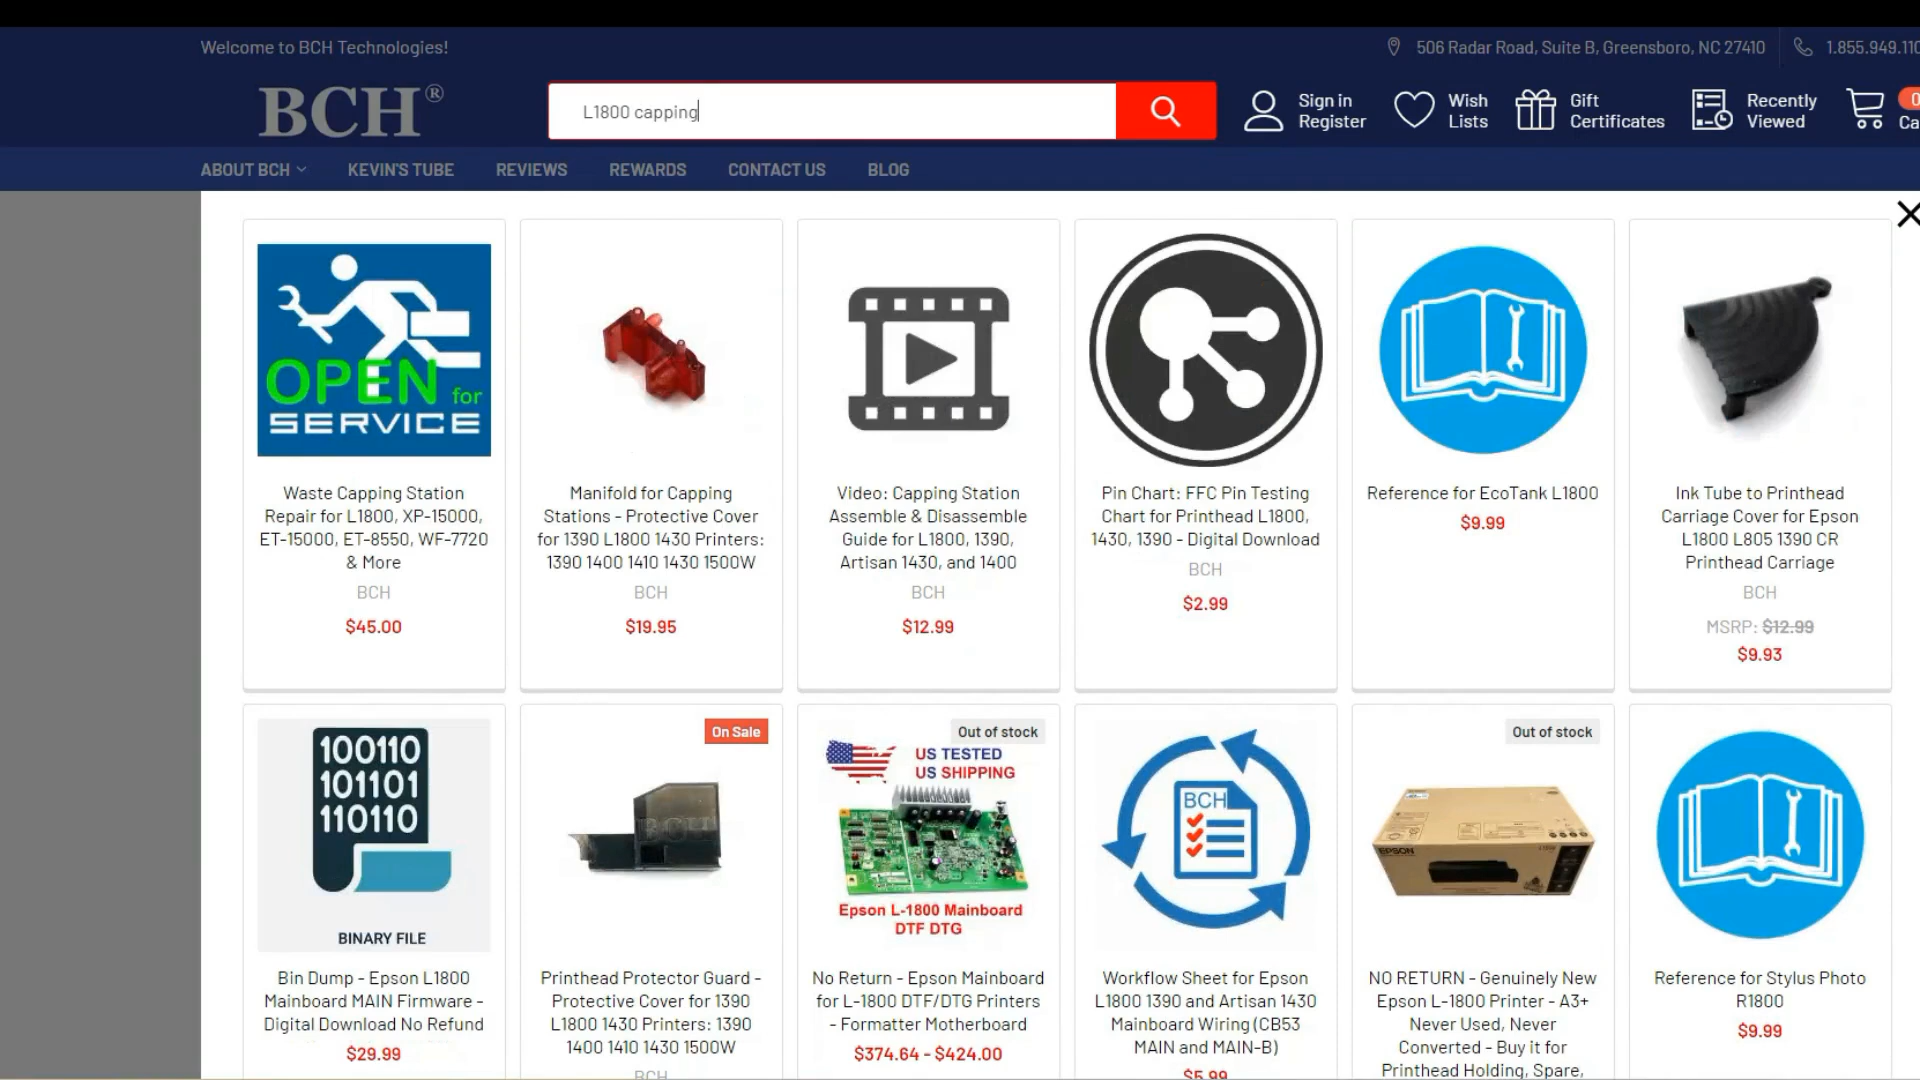 Welcome to BCH Technologies!
506 Radar Road, Suite B, Greensboro, NC 27410
1.855.949.110
BCH®
L1800 capping
Sign in
Register
Wish
Lists
Gift
Certificates
Recently
Viewed
0
Ca
ABOUT BCH
KEVIN'S TUBE
REVIEWS
REWARDS
CONTACT US
BLOG
OPEN for
SERVICE
Waste Capping Station
Repair for L1800, XP-15000,
ET-15000, ET-8550, WF-7720
& More
BCH
$45.00
Manifold for Capping
Stations - Protective Cover
for 1390 L1800 1430 Printers:
1390 1400 1410 1430 1500W
BCH
$19.95
Video: Capping Station
Assemble & Disassemble
Guide for L1800, 1390,
Artisan 1430, and 1400
BCH
$12.99
Pin Chart: FFC Pin Testing
Chart for Printhead L1800,
1430, 1390 - Digital Download
BCH
$2.99
Reference for EcoTank L1800
$9.99
Ink Tube to Printhead
Carriage Cover for Epson
L1800 L805 1390 CR
Printhead Carriage
BCH
MSRP: $12.99
$9.93
100110
101101
110110
BINARY FILE
Bin Dump - Epson L1800
Mainboard MAIN Firmware -
Digital Download No Refund
$29.99
On Sale
BCH
Printhead Protector Guard -
Protective Cover for 1390
L1800 1430 Printers: 1390
1400 1410 1430 1500W
BCH
Out of stock
US TESTED
US SHIPPING
Epson L-1800 Mainboard
DTF DTG
No Return - Epson Mainboard
for L-1800 DTF/DTG Printers
- Formatter Motherboard
$374.64 - $424.00
BCH
Workflow Sheet for Epson
L1800 1390 and Artisan 1430
Mainboard Wiring (CB53
MAIN and MAIN-B)
$5.99
Out of stock
EPSON
NO RETURN - Genuinely New
Epson L-1800 Printer - A3+
Never Used, Never
Converted - Buy it for
Printhead Holding, Spare,
Reference for Stylus Photo
R1800
$9.99